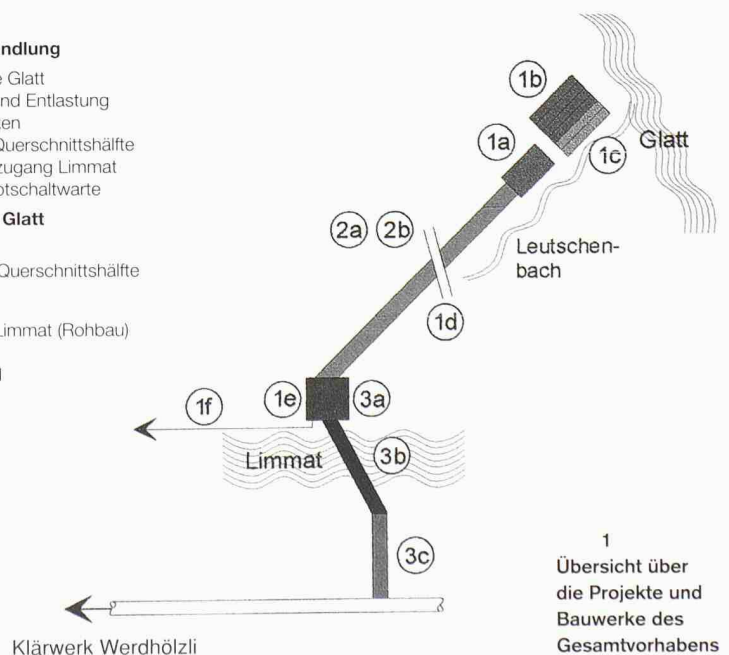 ndlung
e Glatt
nd Entlastung
ken
Querschnittshälfte
zugang Limmat
otschaltwarte
Glatt
Querschnittshälfte
Limmat (Rohbau)
1b
1a
1c
Glatt
2a 2b
Leutschen-
bach
1d
1f
1e
3a
Limmat
3b
3c
Klärwerk Werdhölzli
1
Übersicht über
die Projekte und
Bauwerke des
Gesamtvorhabens